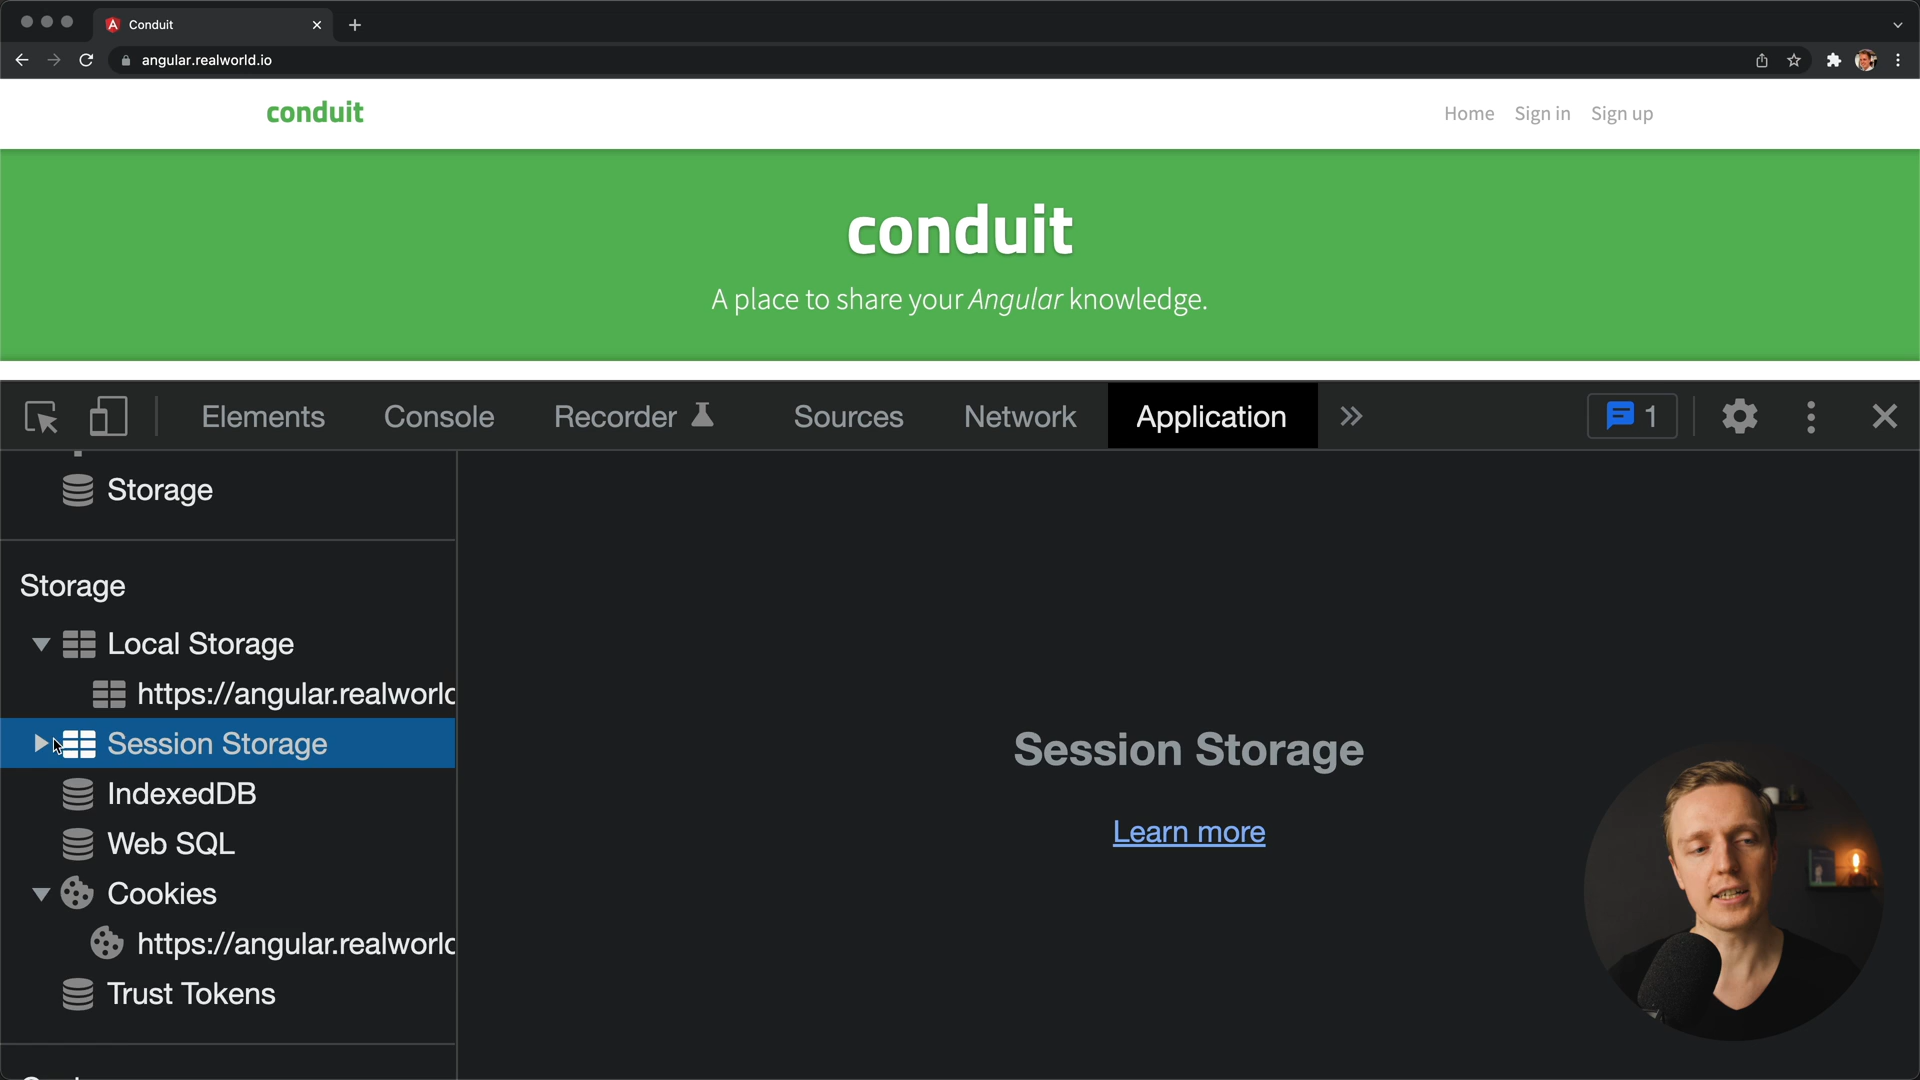 Conduit
angular.realworld.io
conduit
Home Sign in Sign up
conduit
A place to share your Angular knowledge.
Elements Console Recorder Sources Network Application 1
Storage
Storage
Local Storage
https://angular.realworld
Session Storage
IndexedDB
Web SQL
Cookies
https://angular.realworld
Trust Tokens
Session Storage
Learn more